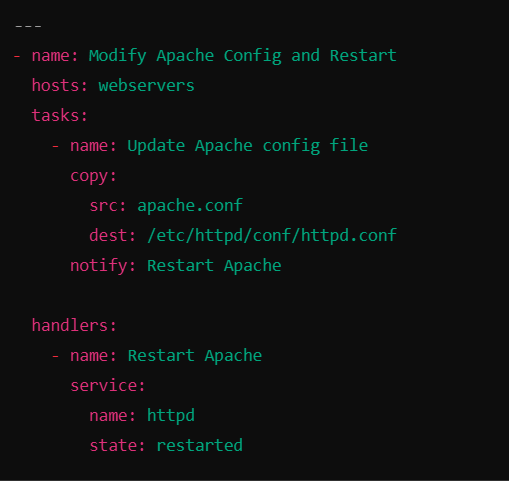 ---
- name: Modify Apache Config and Restart
  hosts: webservers
  tasks:
    - name: Update Apache config file
      copy:
        src: apache.conf
        dest: /etc/httpd/conf/httpd.conf
      notify: Restart Apache

  handlers:
    - name: Restart Apache
      service:
        name: httpd
        state: restarted